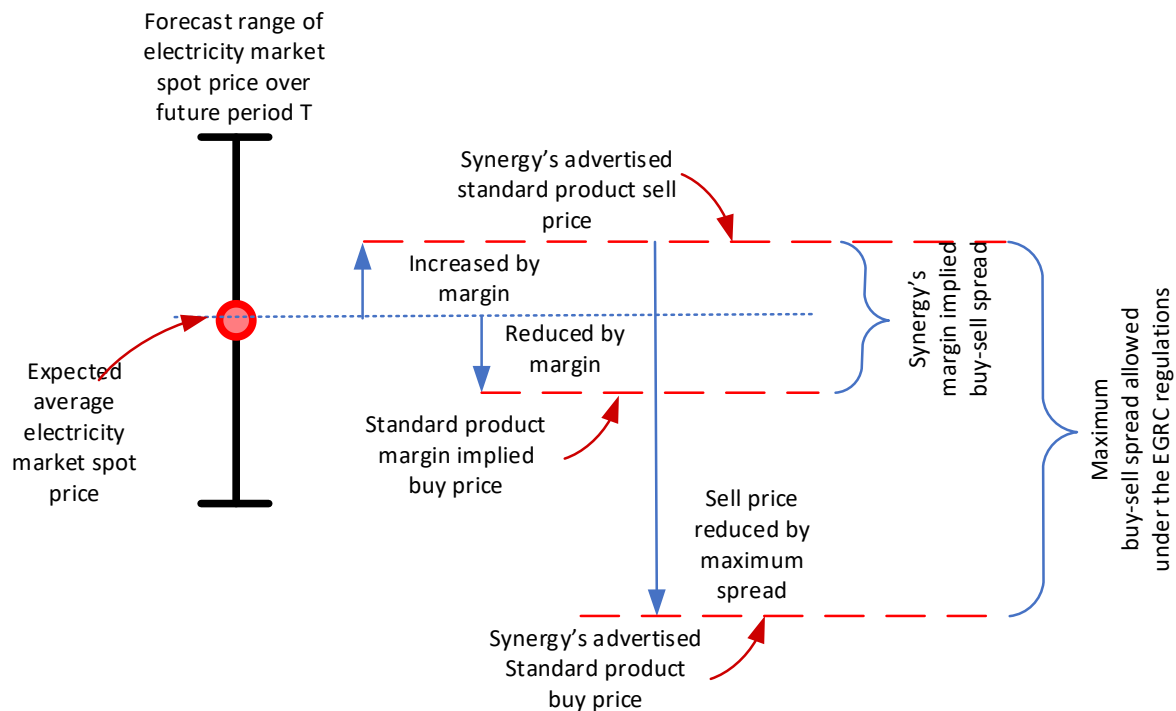 Forecast range of
electricity market
spot price over
future period T
Synergy’s advertised
standard product sell
price
Increased by
margin
Reduced by
margin
Expected
average
electricity
market spot
price
Standard product
margin implied
buy price
Sell price
reduced by
maximum
spread
Synergy’s advertised
Standard product
buy price
Synergy’s
margin implied
buy-sell spread
Maximum
buy-sell spread allowed
under the EGRC regulations